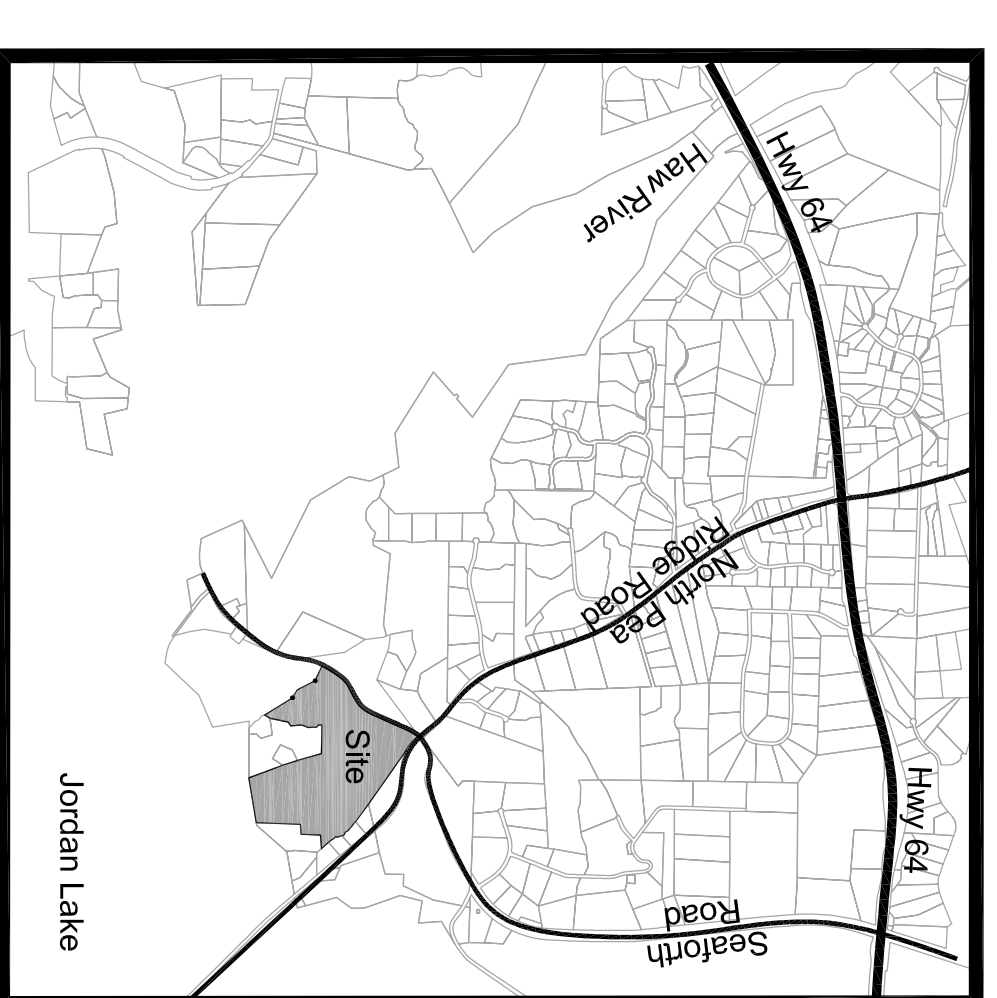 Hwy 64
Haw River
North Pea
Ridge Road
Site
Hwy 64
Jordan Lake
Seaforth
Road